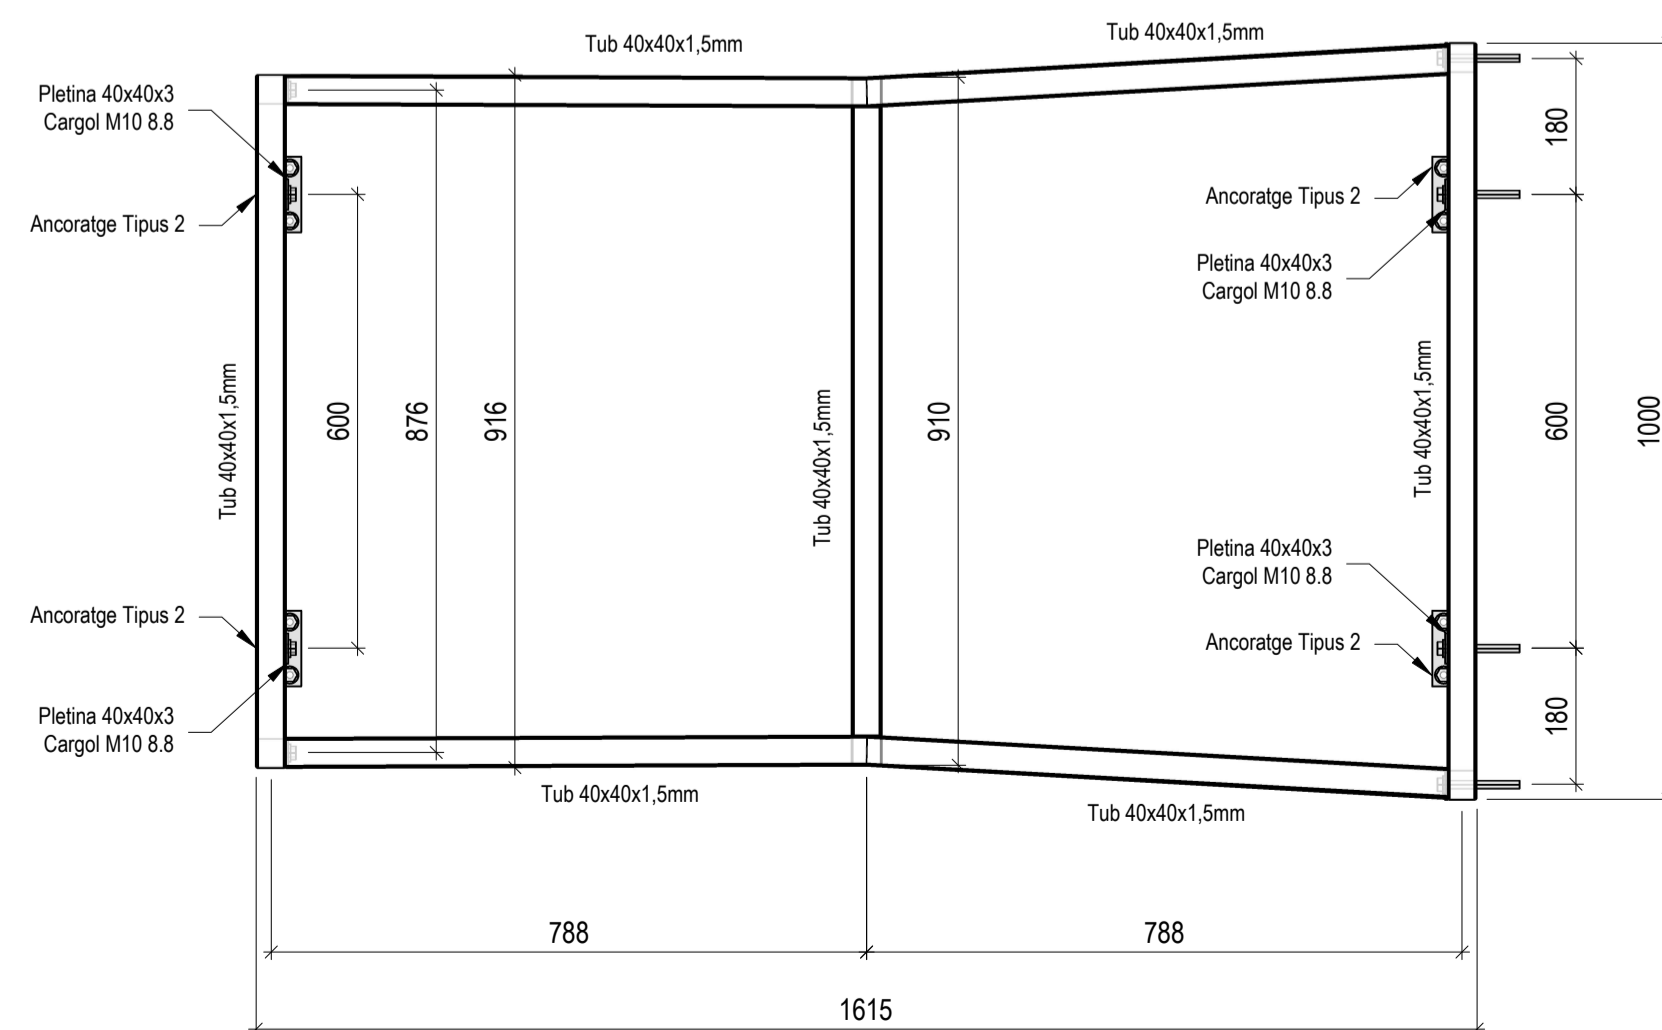 Tub 40x40x1,5mm
Tub 40x40x1,5mm
Pletina 40x40x3
Cargol M10 8.8
Ancoratge Tipus 2
180
Ancoratge Tipus 2
Pletina 40x40x3
Cargol M10 8.8
Tub 40x40x1,5mm
600
876
916
Tub 40x40x1,5mm
910
Tub 40x40x1,5mm
600
1000
Pletina 40x40x3
Cargol M10 8.8
Ancoratge Tipus 2
Ancoratge Tipus 2
Pletina 40x40x3
Cargol M10 8.8
180
Tub 40x40x1,5mm
Tub 40x40x1,5mm
788
788
1615